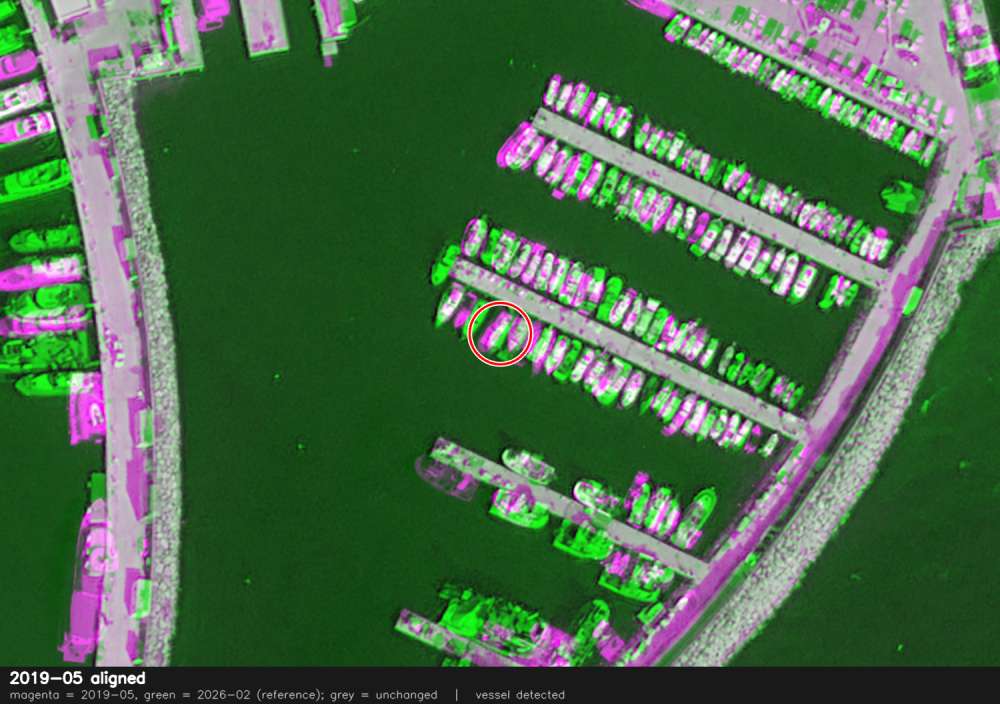 2019-05 aligned
magenta = 2019-05, green = 2026-02 (reference); grey = unchanged | vessel detected